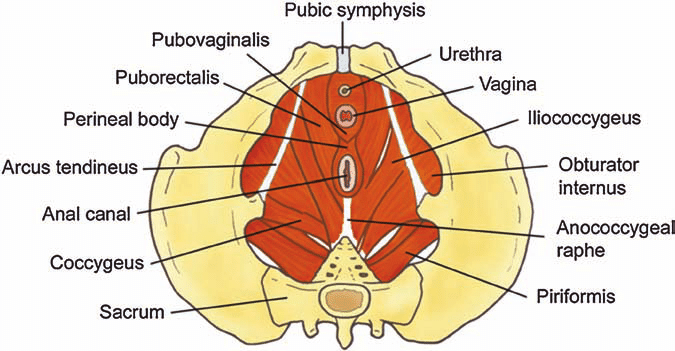 Pubic symphysis
Pubovaginalis
Urethra
Puborectalis
Vagina
Perineal body
Iliococcygeus
Arcus tendineus
Obturator
internus
Anal canal
Anococcygeal
raphe
Coccygeus
Piriformis
Sacrum